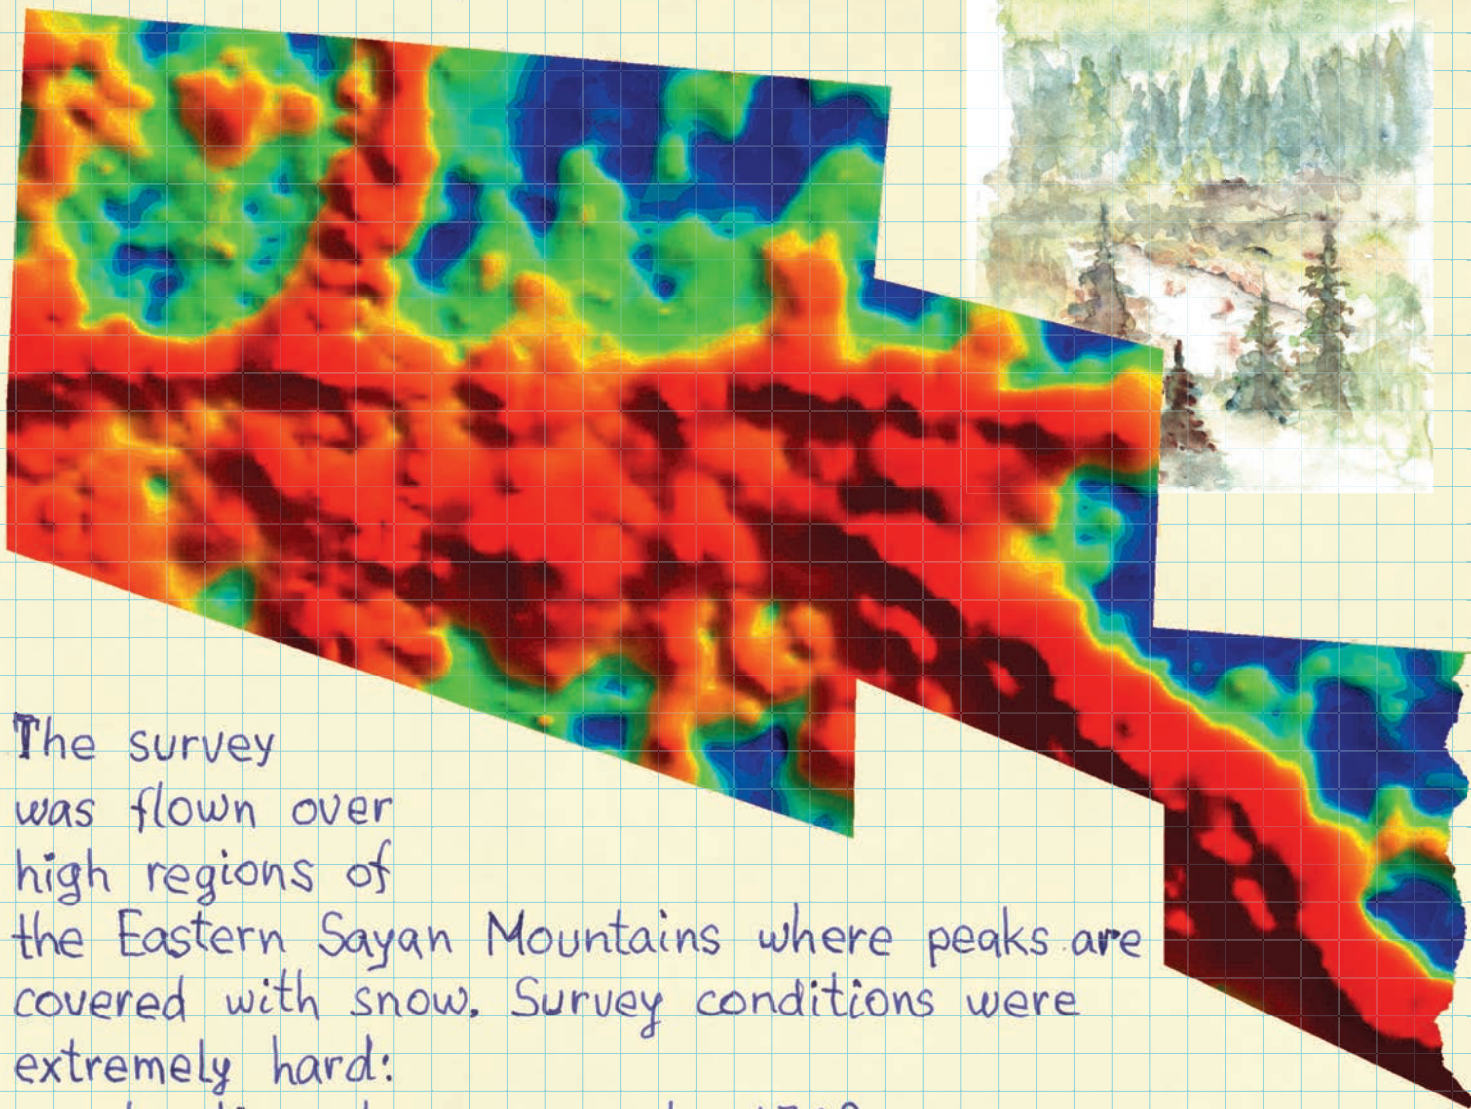 The survey
was flown over
high regions of
the Eastern Sayan Mountains where peaks are
covered with snow. Survey conditions were
extremely hard: